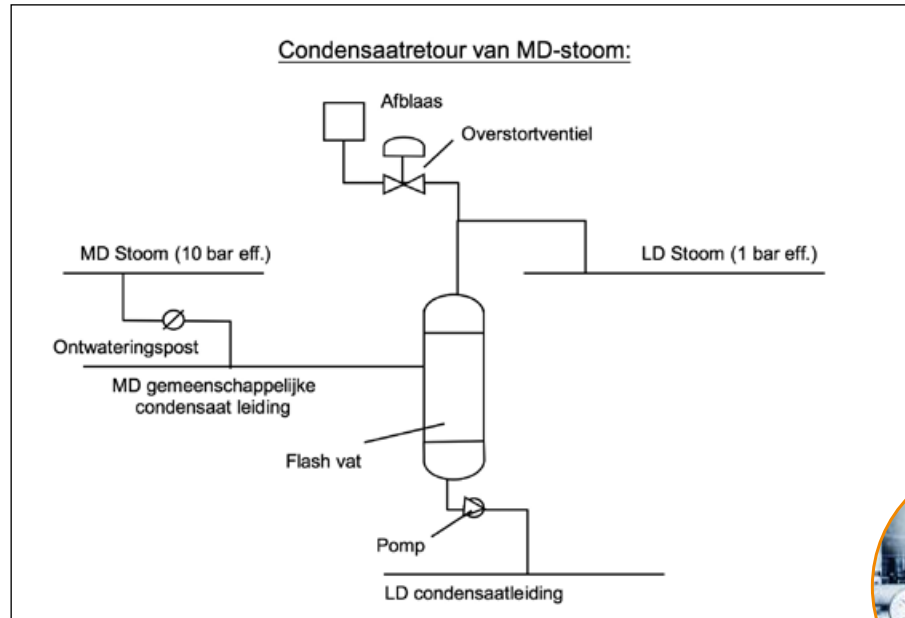 Condensaatretour van MD-stoom:
Afblaas
Overstortventiel
MD Stoom (10 bar eff.)
LD Stoom (1 bar eff.)
Ontwateringspost
MD gemeenschappelijke
condensaat leiding
Flash vat
Pomp
LD condensaatleiding